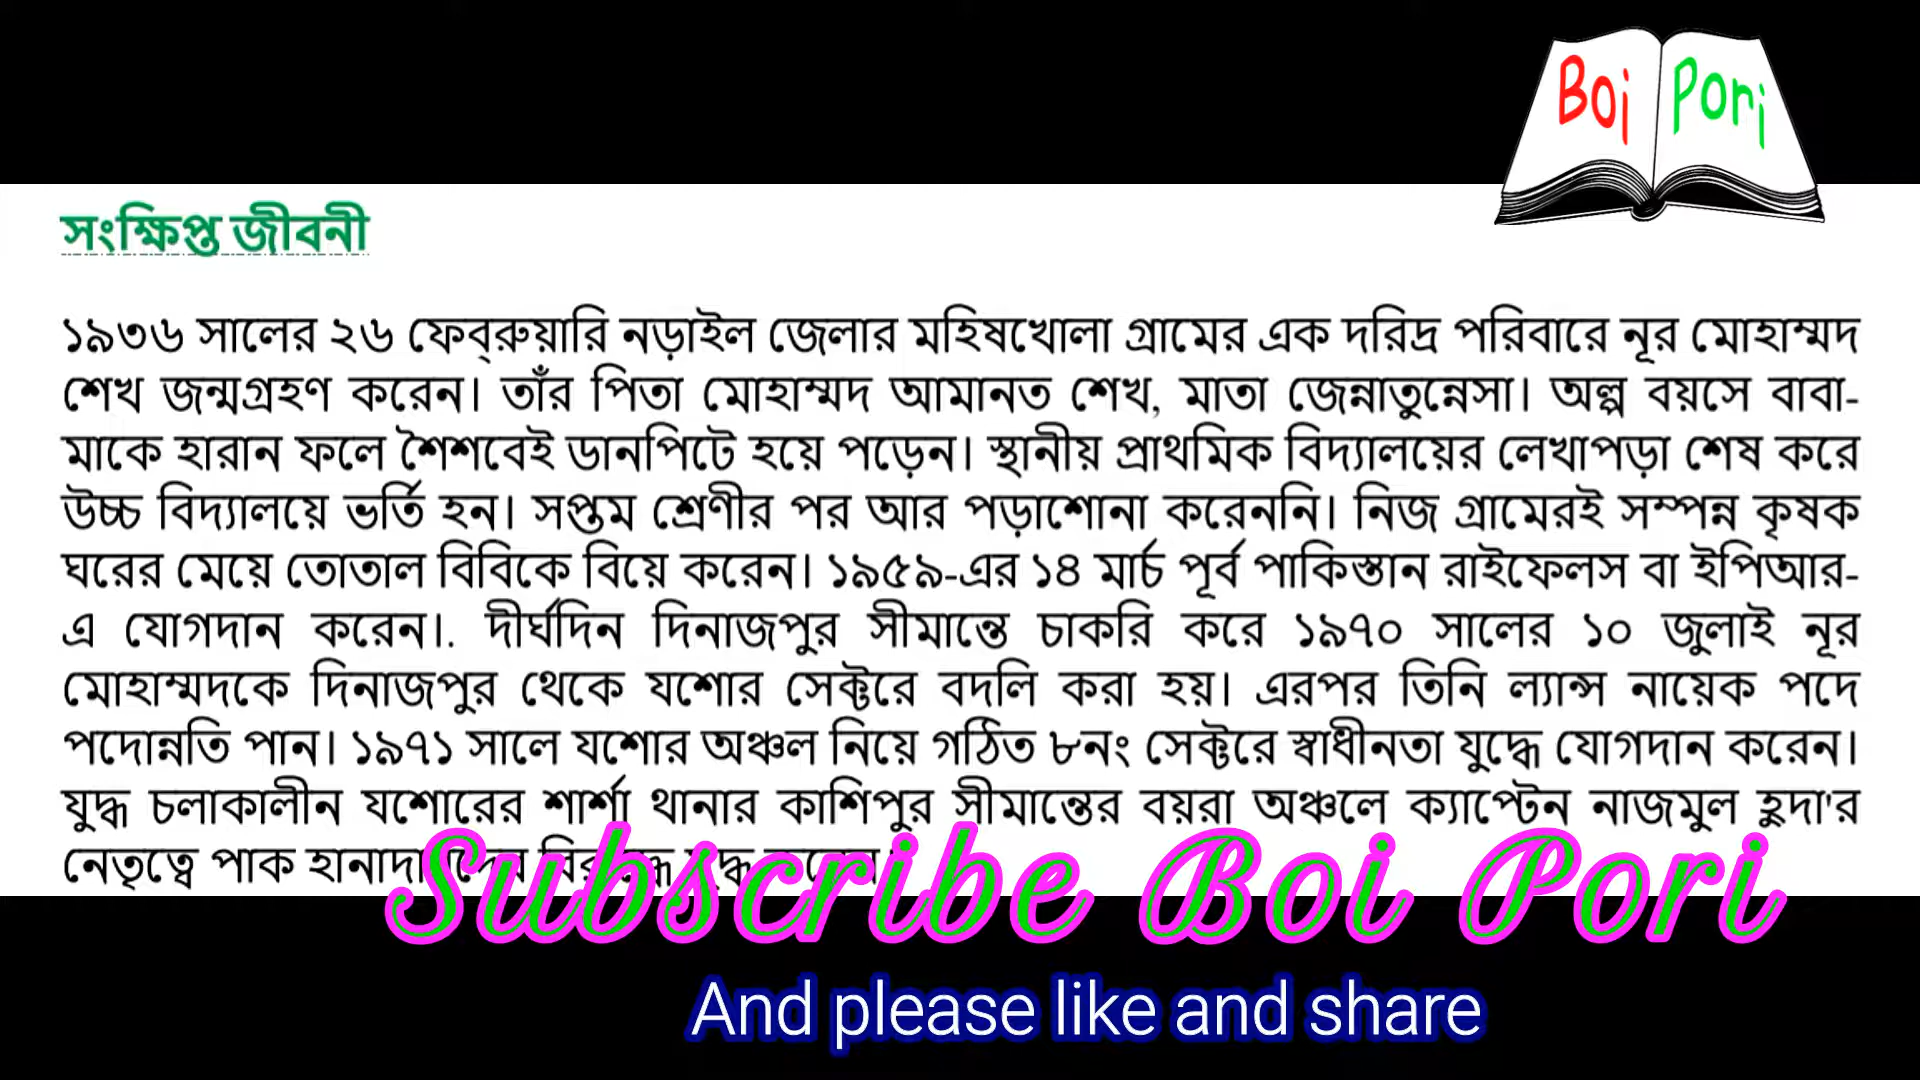 Boi Pori
সংক্ষিপ্ত জীবনী
১৯৩৬ সালের ২৬ ফেব্রুয়ারি নড়াইল জেলার মহিষখোলা গ্রামের এক দরিদ্র পরিবারে নূর মোহাম্মদ
শেখ জন্মগ্রহণ করেন। তাঁর পিতা মোহাম্মদ আমানত শেখ, মাতা জেন্নাতুন্নেসা। অল্প বয়সে বাবা-
মাকে হারান ফলে শৈশবেই ডানপিটে হয়ে পড়েন। স্থানীয় প্রাথমিক বিদ্যালয়ের লেখাপড়া শেষ করে
উচ্চ বিদ্যালয়ে ভর্তি হন। সপ্তম শ্রেণীর পর আর পড়াশোনা করেননি। নিজ গ্রামেরই সম্পন্ন কৃষক
ঘরের মেয়ে তোতাল বিবিকে বিয়ে করেন। ১৯৫৯-এর ১৪ মার্চ পূর্ব পাকিস্তান রাইফেলস বা ইপিআর-
এ যোগদান করেন।. দীর্ঘদিন দিনাজপুর সীমান্তে চাকরি করে ১৯৭০ সালের ১০ জুলাই নূর
মোহাম্মদকে দিনাজপুর থেকে যশোর সেক্টরে বদলি করা হয়। এরপর তিনি ল্যান্স নায়েক পদে
পদোন্নতি পান। ১৯৭১ সালে যশোর অঞ্চল নিয়ে গঠিত ৮নং সেক্টরে স্বাধীনতা যুদ্ধে যোগদান করেন।
যুদ্ধ চলাকালীন যশোরের শার্শা থানার কাশিপুর সীমান্তের বয়রা অঞ্চলে ক্যাপ্টেন নাজমুল হুদা'র
নেতৃত্বে পাক
Subscribe Boi Pori
And please like and share